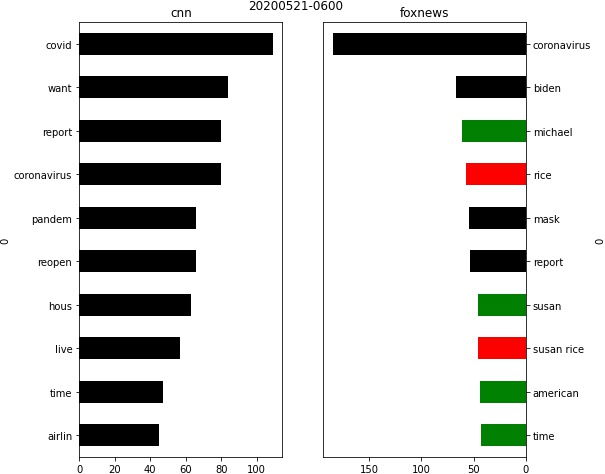 20200521-0600
cnn
foxnews
covid
want
report
coronavirus
pandem
reopen
hous
live
time
airlin
0 20 40 60 80 100
0
coronavirus
biden
michael
rice
mask
report
susan
susan rice
american
time
150 100 50 0
0